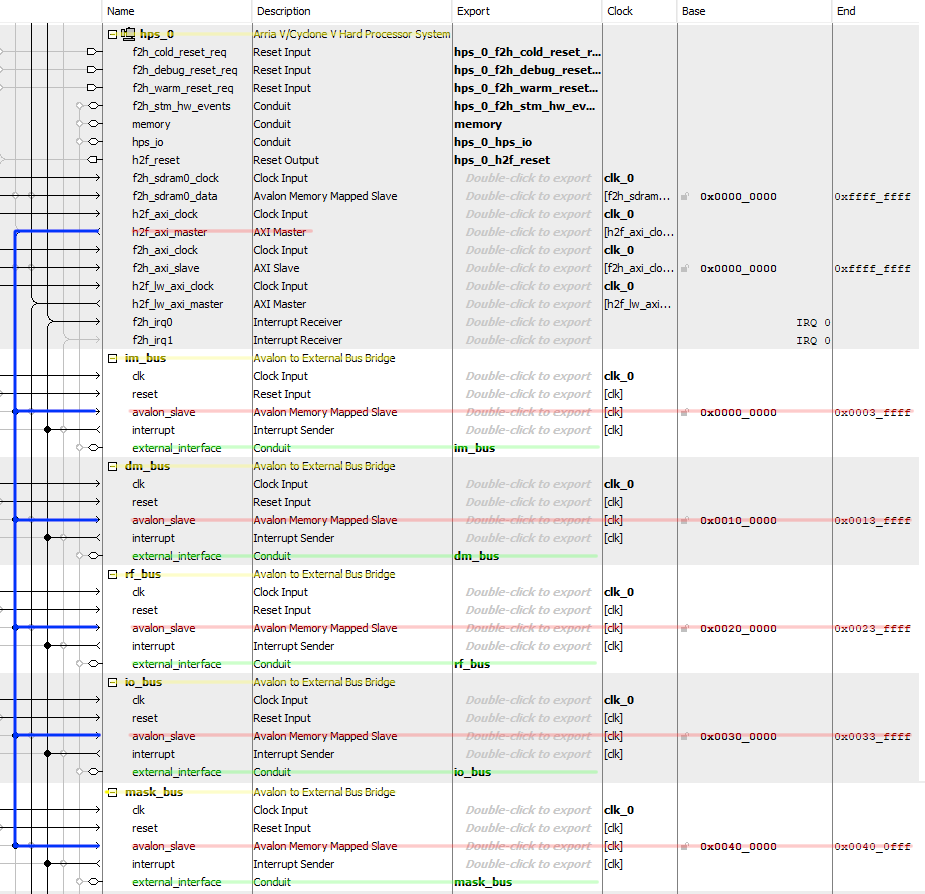 Name Description Export Clock Base End
hps_0 Arria V/Cyclone V Hard Processor System
f2h_cold_reset_req Reset Input hps_0_f2h_cold_reset_r...
f2h_debug_reset_req Reset Input hps_0_f2h_debug_reset...
f2h_warm_reset_req Reset Input hps_0_f2h_warm_reset...
f2h_stm_hw_events Conduit hps_0_f2h_stm_hw_ev...
memory Conduit memory
hps_io Conduit hps_0_hps_io
h2f_reset Reset Output hps_0_h2f_reset
f2h_sdram0_clock Clock Input Double-click to export clk_0
f2h_sdram0_data Avalon Memory Mapped Slave Double-click to export [f2h_sdram... 0x0000_0000 0xffff_ffff
h2f_axi_clock Clock Input Double-click to export clk_0
h2f_axi_master AXI Master Double-click to export [h2f_axi_clo...
f2h_axi_clock Clock Input Double-click to export clk_0
f2h_axi_slave AXI Slave Double-click to export [f2h_axi_clo... 0x0000_0000 0xffff_ffff
h2f_lw_axi_clock Clock Input Double-click to export clk_0
h2f_lw_axi_master AXI Master Double-click to export [h2f_lw_axi...
f2h_irq0 Interrupt Receiver Double-click to export IRQ 0
f2h_irq1 Interrupt Receiver Double-click to export IRQ 0
im_bus Avalon to External Bus Bridge
clk Clock Input Double-click to export clk_0
reset Reset Input Double-click to export [clk]
avalon_slave Avalon Memory Mapped Slave Double-click to export [clk] 0x0000_0000 0x0003_ffff
interrupt Interrupt Sender Double-click to export [clk]
external_interface Conduit im_bus
dm_bus Avalon to External Bus Bridge
clk Clock Input Double-click to export clk_0
reset Reset Input Double-click to export [clk]
avalon_slave Avalon Memory Mapped Slave Double-click to export [clk] 0x0010_0000 0x0013_ffff
interrupt Interrupt Sender Double-click to export [clk]
external_interface Conduit dm_bus
rf_bus Avalon to External Bus Bridge
clk Clock Input Double-click to export clk_0
reset Reset Input Double-click to export [clk]
avalon_slave Avalon Memory Mapped Slave Double-click to export [clk] 0x0020_0000 0x0023_ffff
interrupt Interrupt Sender Double-click to export [clk]
external_interface Conduit rf_bus
io_bus Avalon to External Bus Bridge
clk Clock Input Double-click to export clk_0
reset Reset Input Double-click to export [clk]
avalon_slave Avalon Memory Mapped Slave Double-click to export [clk] 0x0030_0000 0x0033_ffff
interrupt Interrupt Sender Double-click to export [clk]
external_interface Conduit io_bus
mask_bus Avalon to External Bus Bridge
clk Clock Input Double-click to export clk_0
reset Reset Input Double-click to export [clk]
avalon_slave Avalon Memory Mapped Slave Double-click to export [clk] 0x0040_0000 0x0040_0fff
interrupt Interrupt Sender Double-click to export [clk]
external_interface Conduit mask_bus